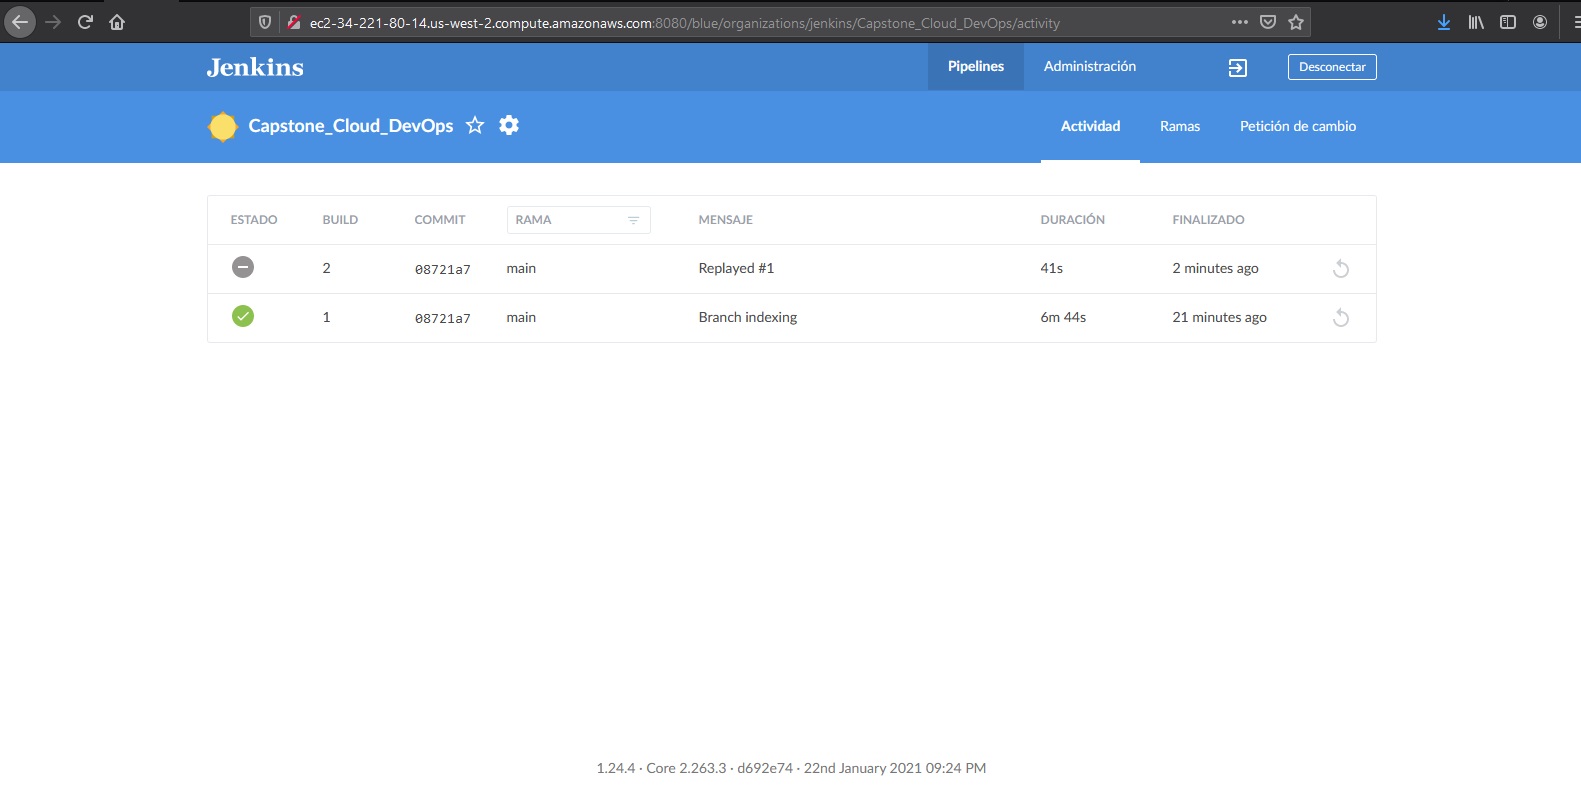 ec2-34-221-80-14.us-west-2.compute.amazonaws.com:8080/blue/organizations/jenkins/Capstone_Cloud_DevOps/activity
Jenkins Pipelines Administración Desconectar
Capstone_Cloud_DevOps Actividad Ramas Petición de cambio
ESTADO BUILD COMMIT RAMA MENSAJE DURACIÓN FINALIZADO
2 08721a7 main Replayed #1 41s 2 minutes ago
1 08721a7 main Branch indexing 6m 44s 21 minutes ago
1.24.4 · Core 2.263.3 · d692e74 · 22nd January 2021 09:24 PM